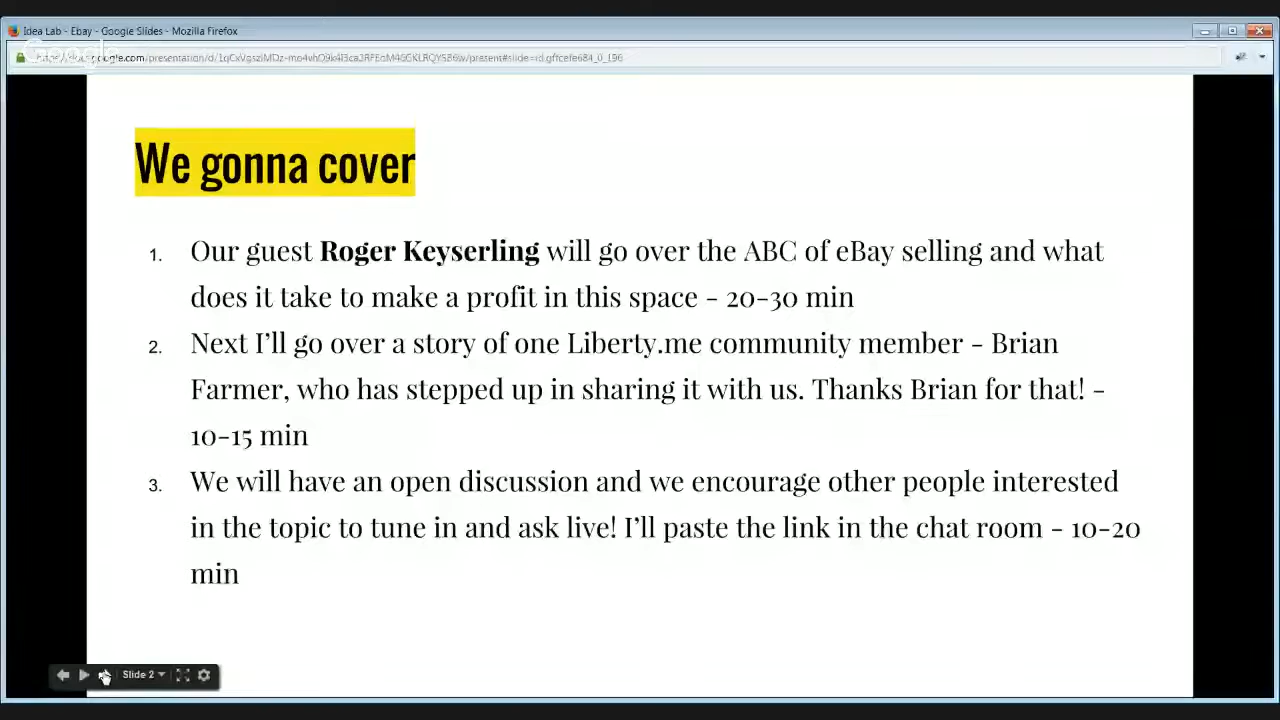 Idea Lab - Ebay - Google Slides - Mozilla Firefox
Google
We gonna cover
1. Our guest Roger Keyserling will go over the ABC of eBay selling and what
does it take to make a profit in this space - 20-30 min
2. Next I'll go over a story of one Liberty.me community member - Brian
Farmer, who has stepped up in sharing it with us. Thanks Brian for that! -
10-15 min
3. We will have an open discussion and we encourage other people interested
in the topic to tune in and ask live! I'll paste the link in the chat room - 10-20
min
Slide 2